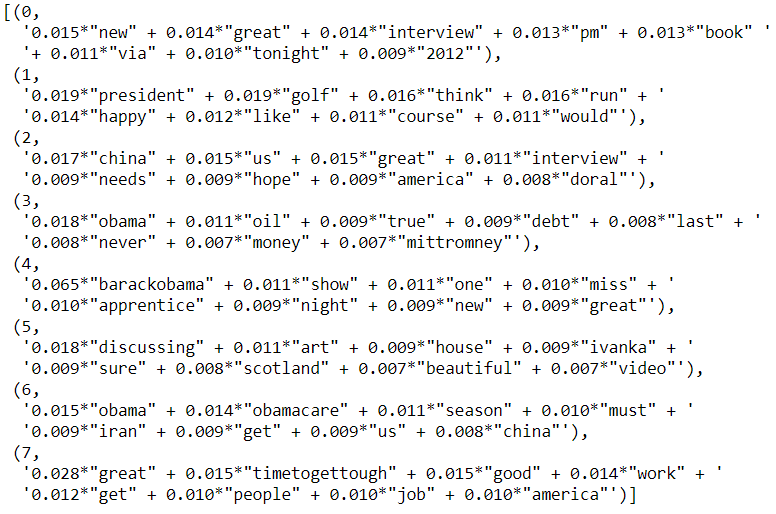 [(0,
'0.015*"new" + 0.014*"great" + 0.014*"interview" + 0.013*"pm" + 0.013*"book" '
'+ 0.011*"via" + 0.010*"tonight" + 0.009*"2012"'),
(1,
'0.019*"president" + 0.019*"golf" + 0.016*"think" + 0.016*"run" + '
'0.014*"happy" + 0.012*"like" + 0.011*"course" + 0.011*"would"'),
(2,
'0.017*"china" + 0.015*"us" + 0.015*"great" + 0.011*"interview" + '
'0.009*"needs" + 0.009*"hope" + 0.009*"america" + 0.008*"doral"'),
(3,
'0.018*"obama" + 0.011*"oil" + 0.009*"true" + 0.009*"debt" + 0.008*"last" + '
'0.008*"never" + 0.007*"money" + 0.007*"mittromney"'),
(4,
'0.065*"barackobama" + 0.011*"show" + 0.011*"one" + 0.010*"miss" + '
'0.010*"apprentice" + 0.009*"night" + 0.009*"new" + 0.009*"great"'),
(5,
'0.018*"discussing" + 0.011*"art" + 0.009*"house" + 0.009*"ivanka" + '
'0.009*"sure" + 0.008*"scotland" + 0.007*"beautiful" + 0.007*"video"'),
(6,
'0.015*"obama" + 0.014*"obamacare" + 0.011*"season" + 0.010*"must" + '
'0.009*"iran" + 0.009*"get" + 0.009*"us" + 0.008*"china"'),
(7,
'0.028*"great" + 0.015*"timetogettough" + 0.015*"good" + 0.014*"work" + '
'0.012*"get" + 0.010*"people" + 0.010*"job" + 0.010*"america"')]